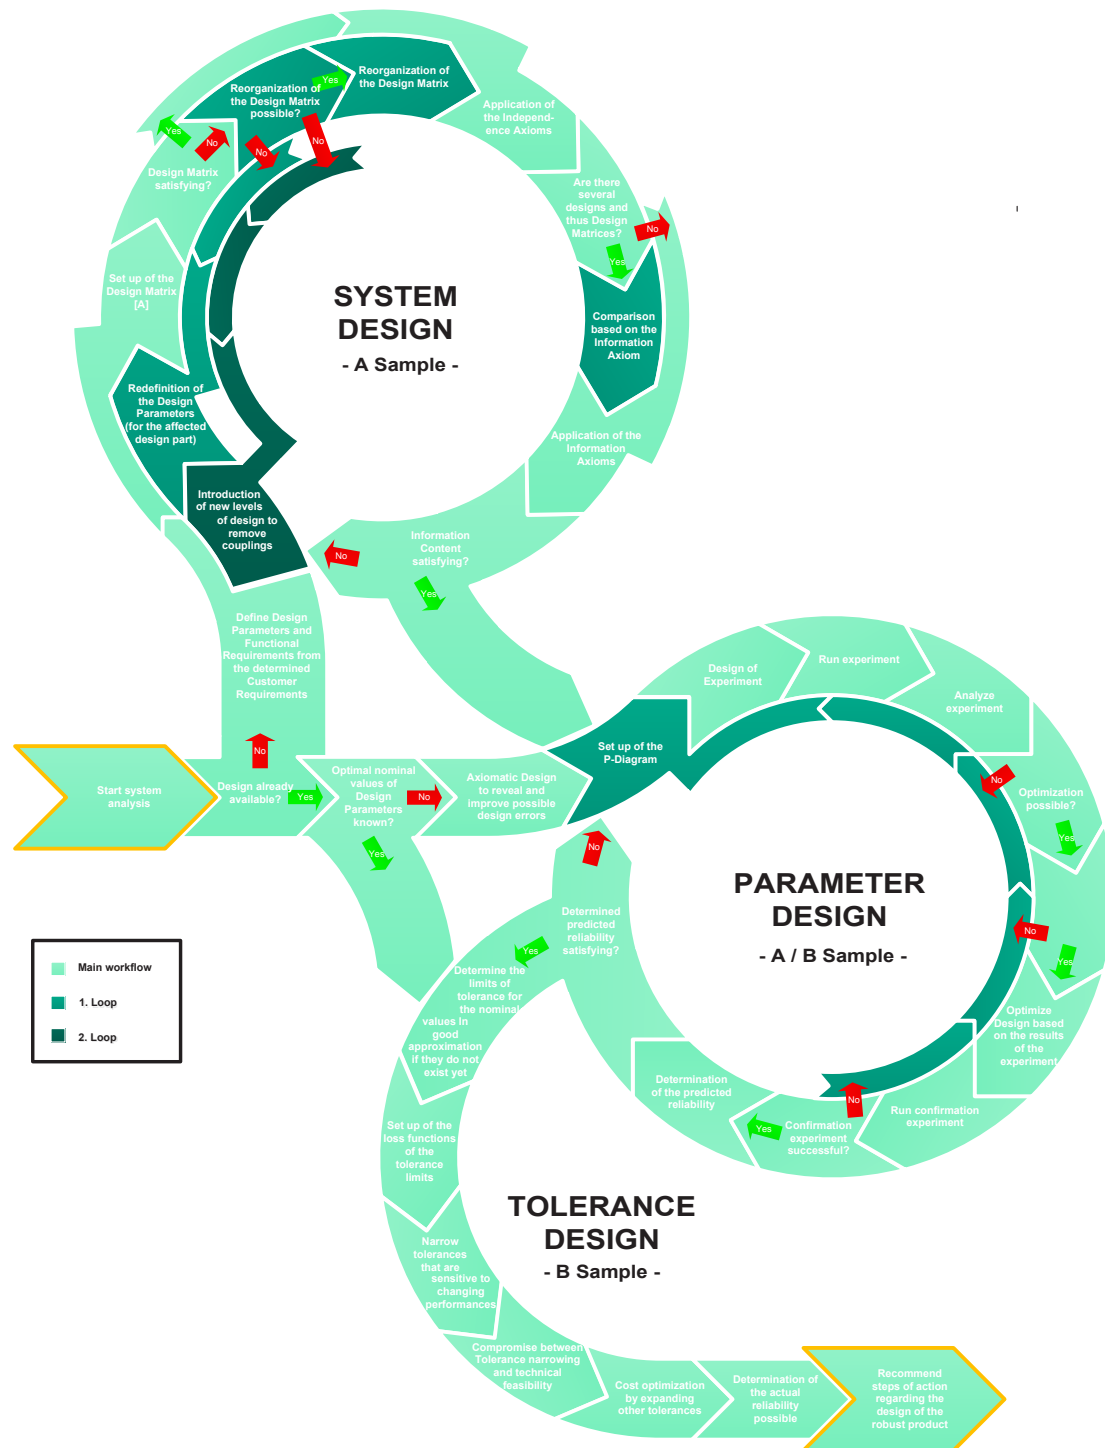 Reorganization of
the Design Matrix
Yes
Reorganization of
the Design Matrix
possible?
Application of
the Independ-
ence Axioms
Yes
No
No
No
Design Matrix
satisfying?
Are there
several
designs and
thus Design
Matrices?
No
Yes
Set up of the
Design Matrix
[A]
SYSTEM
DESIGN
- A Sample -
Comparison
based on the
Information
Axiom
Redefinition of
the Design
Parameters
(for the affected
design part)
Application of the
Information
Axioms
Introduction
of new levels
of design to
remove
couplings
Information
Content
satisfying?
No
Yes
Define Design
Parameters and
Functional
Requirements from
the determined
Customer
Requirements
Design of
Experiment
Run experiment
Analyze
experiment
No
Set up of the
P-Diagram
Start system
analysis
Design already
available?
Yes
Optimal nominal
values of
Design
Parameters
known?
No
Axiomatic Design
to reveal and
improve possible
design errors
No
Optimization
possible?
Yes
Yes
No
PARAMETER
DESIGN
- A / B Sample -
Determined
predicted
reliability
satisfying?
Yes
No
Yes
Main workflow
1. Loop
2. Loop
Determine the
limits of
tolerance for
the nominal
values in
good
approximation
if they do not
exist yet
Optimize
Design based
on the results
of the
experiment
Determination
of the predicted
reliability
No
Run confirmation
experiment
Yes
Confirmation
experiment
successful?
Set up of the
loss functions
of the
tolerance
limits
TOLERANCE
DESIGN
- B Sample -
Narrow
tolerances
that are
sensitive to
changing
performances
Compromise between
Tolerance narrowing
and technical
feasibility
Cost optimization
by expanding
other tolerances
Determination of
the actual
reliability
possible
Recommend
steps of action
regarding the
design of the
robust product